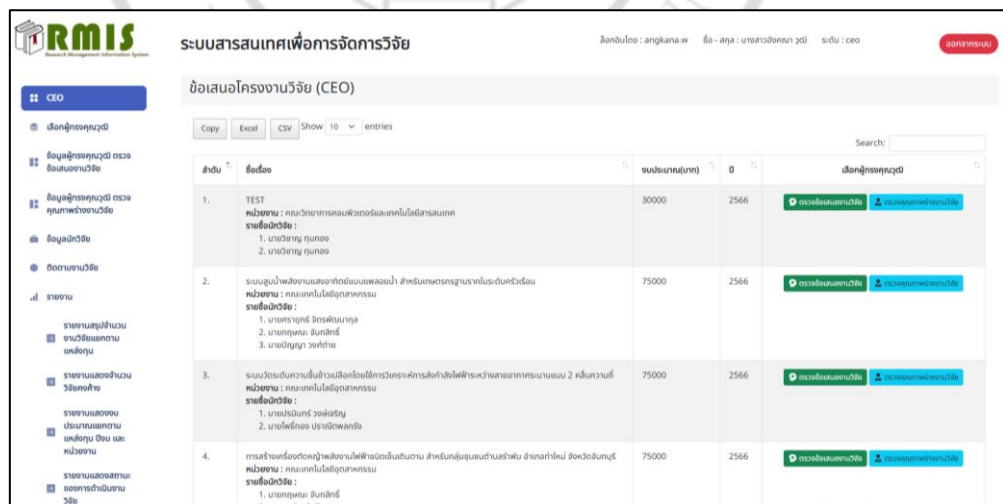 RMIS
Research Management Information System
ระบบสารสนเทศเพื่อการจัดการวิจัย
ล็อกอินโดย : angkana.w ชื่อ - สกุล : นางสาวอังคณา วุฒิ ระดับ : ceo
ออกจากระบบ
CEO
เลือกผู้ทรงคุณวุฒิ
ข้อมูลผู้ทรงคุณวุฒิ ตรวจ
ข้อเสนองานวิจัย
ข้อมูลผู้ทรงคุณวุฒิ ตรวจ
คุณภาพร่างงานวิจัย
ข้อมูลนักวิจัย
ติดตามงานวิจัย
รายงาน
รายงานสรุปจำนวน
งานวิจัยแยกตาม
แหล่งทุน
รายงานแสดงจำนวน
วิจัยคงค้าง
รายงานแสดงงบ
ประมาณแยกตาม
แหล่งทุน ปีงบ และ
หน่วยงาน
รายงานแสดงสถานะ
ของการดำเนินงาน
วิจัย
ข้อเสนอโครงงานวิจัย (CEO)
Copy Excel CSV Show 10 entries
Search:
ลำดับ ชื่อเรื่อง งบประมาณ(บาท) ปี เลือกผู้ทรงคุณวุฒิ
1. TEST 30000 2566 ตรวจข้อเสนองานวิจัย ตรวจคุณภาพร่างงานวิจัย
หน่วยงาน : คณะวิทยาการคอมพิวเตอร์และเทคโนโลยีสารสนเทศ
รายชื่อนักวิจัย :
1. นายวิชาญ ทุมทอง
2. นายวิชาญ ทุมทอง
2. ระบบสูบน้ำพลังงานแสงอาทิตย์แบบแพลอยน้ำ สำหรับเกษตรกรฐานรากในระดับครัวเรือน 75000 2566 ตรวจข้อเสนองานวิจัย ตรวจคุณภาพร่างงานวิจัย
หน่วยงาน : คณะเทคโนโลยีอุตสาหกรรม
รายชื่อนักวิจัย :
1. นายศรายุทธ์ จิตรพัฒนากุล
2. นายกฤษณะ จันทสิทธิ์
3. นายปัญญา วงศ์ต่าย
3. ระบบวัดระดับความชื้นข้าวเปลือกโดยใช้การวิเคราะห์การส่งกำลังไฟฟ้าระหว่างสายอากาศระนาบแบบ 2 คลื่นความถี่ 75000 2566 ตรวจข้อเสนองานวิจัย ตรวจคุณภาพร่างงานวิจัย
หน่วยงาน : คณะเทคโนโลยีอุตสาหกรรม
รายชื่อนักวิจัย :
1. นายปรมินทร์ วงษ์เจริญ
2. นายโพธิ์ทอง ปราณีตพลกรัง
4. การสร้างเครื่องตัดหญ้าพลังงานไฟฟ้าชนิดเข็นเดินตาม สำหรับกลุ่มชุมชนตำบลรำพัน อำเภอท่าใหม่ จังหวัดจันทบุรี 75000 2566 ตรวจข้อเสนองานวิจัย ตรวจคุณภาพร่างงานวิจัย
หน่วยงาน : คณะเทคโนโลยีอุตสาหกรรม
รายชื่อนักวิจัย :
1. นายกฤษณะ จันทสิทธิ์